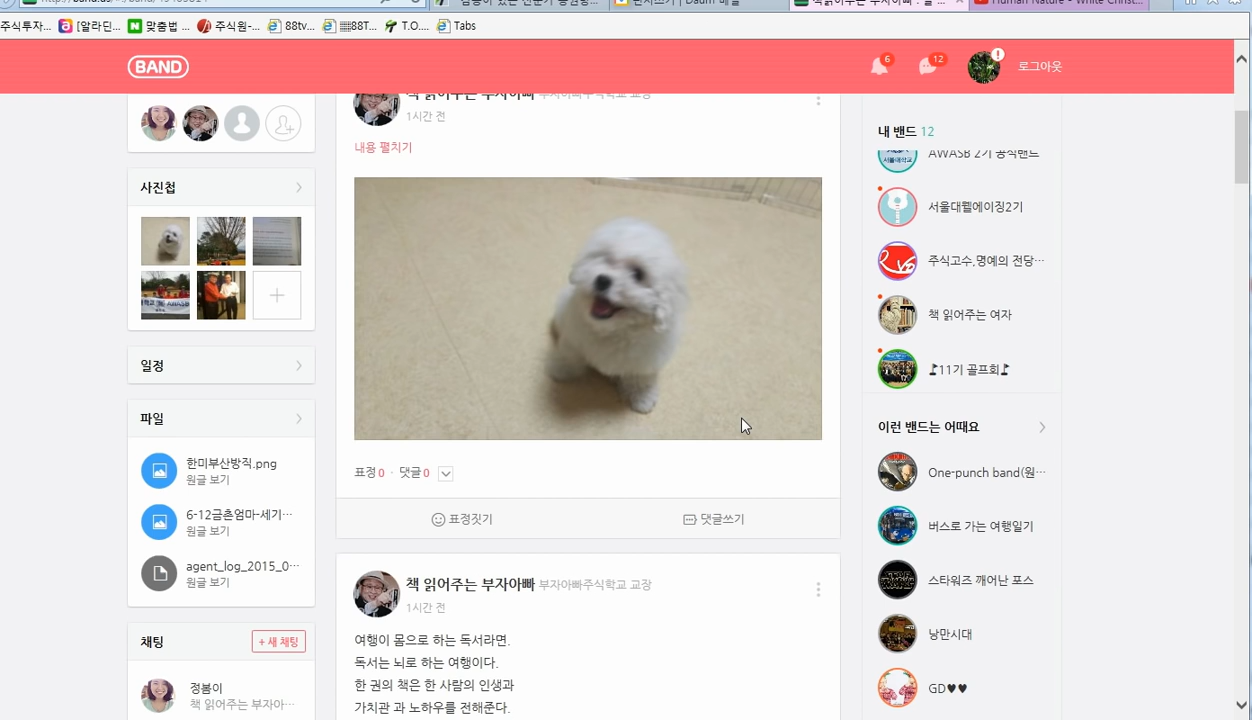 주식투자...
[알라딘...
맞춤법 ...
주식원-...
88tv...
▦88T...
T.O....
Tabs
BAND
6
12
로그아웃
책 읽어주는 부자아빠 부자아빠주식학교 교장
1시간 전
내용 펼치기
표정 0 · 댓글 0
표정짓기
댓글쓰기
책 읽어주는 부자아빠 부자아빠주식학교 교장
1시간 전
여행이 몸으로 하는 독서라면.
독서는 뇌로 하는 여행이다.
한 권의 책은 한 사람의 인생과
가치관 과 노하우를 전해준다.
사진첩
일정
파일
한미부산방직.png
원글 보기
6-12금촌엄마-세기···
원글 보기
agent_log_2015_0···
원글 보기
채팅
+ 새 채팅
정봄이
책 읽어주는 부자아···
내 밴드 12
AWASB 2기 공식밴드
서울대웰에이징2기
주식고수,명예의 전당···
책 읽어주는 여자
11기 골프회
이런 밴드는 어때요
One-punch band(원···
버스로 가는 여행일기
스타워즈 깨어난 포스
낭만시대
GD♥♥